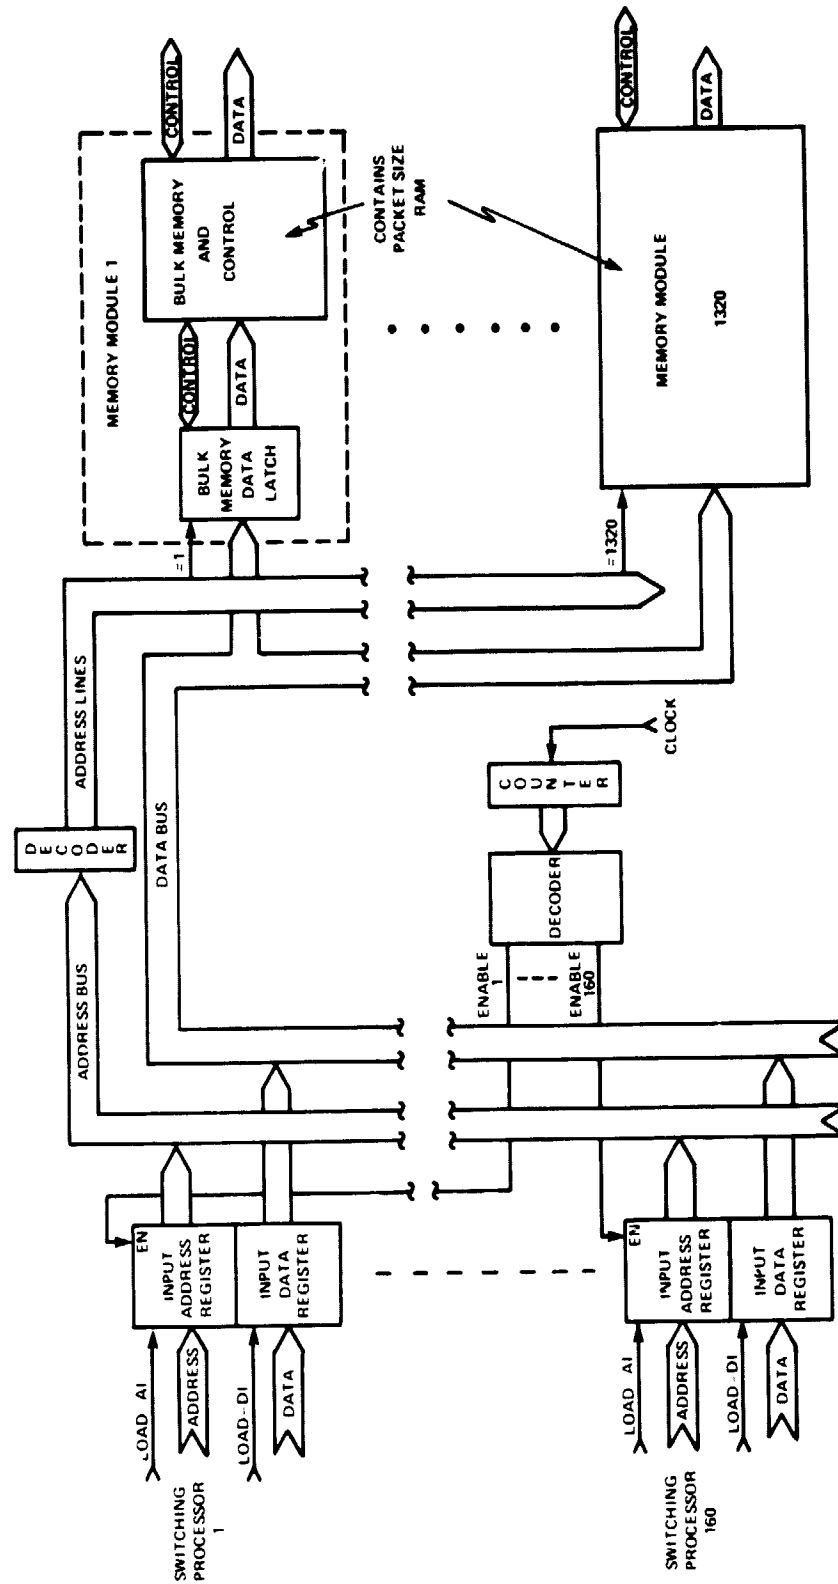 SWITCHING
PROCESSOR
1
LOAD AI
ADDRESS
LOAD-DI
DATA
EN
INPUT
ADDRESS
REGISTER
INPUT
DATA
REGISTER
ADDRESS BUS
DECODER
ADDRESS LINES
DATA BUS
=1
MEMORY MODULE 1
BULK
MEMORY
DATA
LATCH
CONTROL
DATA
BULK MEMORY
AND
CONTROL
CONTROL
DATA
CONTAINS
PACKET SIZE
RAM
ENABLE
1
ENABLE
160
DECODER
COUNTER
CLOCK
SWITCHING
PROCESSOR
160
LOAD AI
ADDRESS
LOAD-DI
DATA
EN
INPUT
ADDRESS
REGISTER
INPUT
DATA
REGISTER
=1320
MEMORY MODULE
1320
CONTROL
DATA